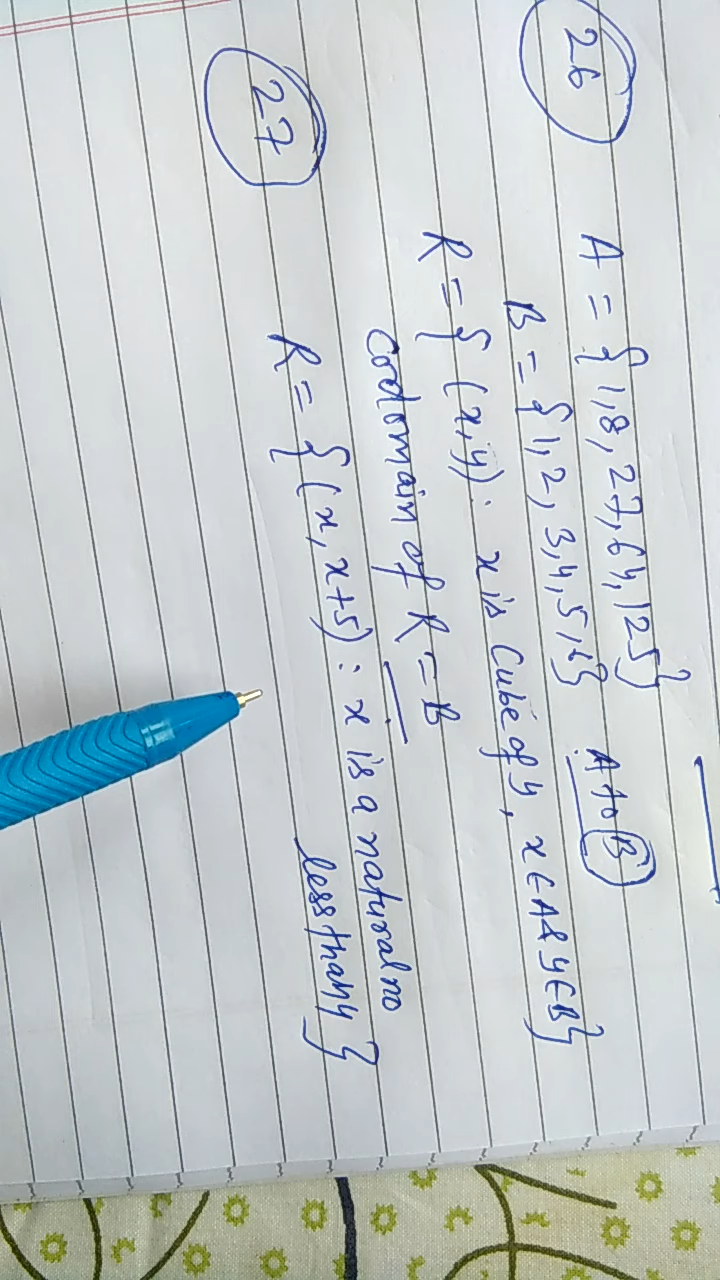 26
A = {1,8,27,64,125}
B = {1,2,3,4,5,6} A to B
R = { (x,y): x is Cube of y, x ∈ A & y ∈ B}
Codomain of R = B
27
R = { (x, x+5) : x is a natural no
less than 4 }